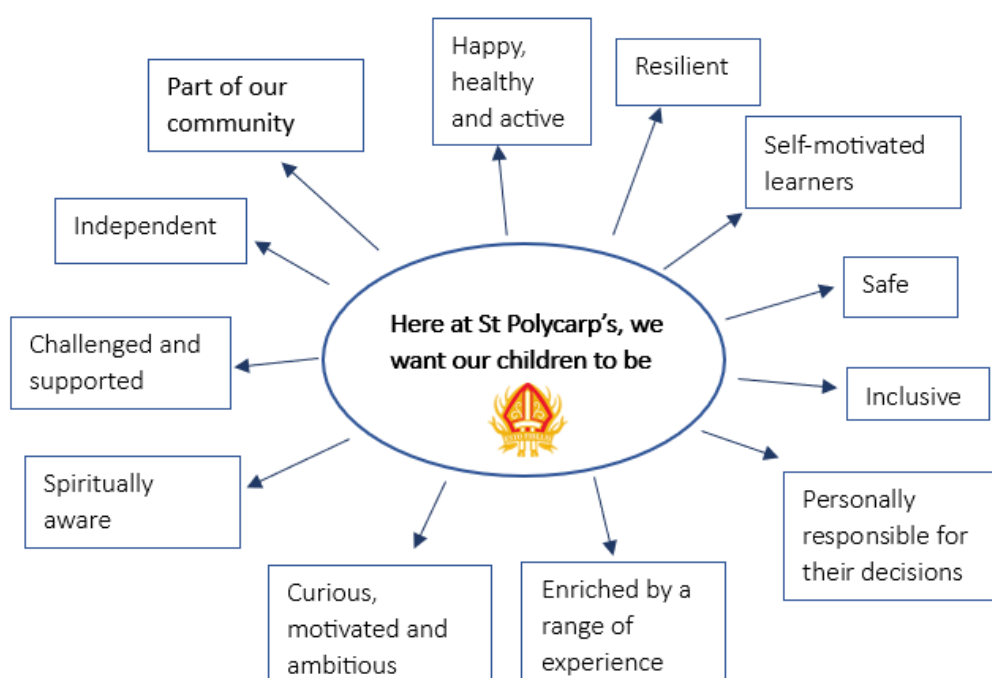 Happy,
healthy
and active
Resilient
Part of our
community
Self-motivated
learners
Independent
Safe
Here at St Polycarp's, we
want our children to be
Challenged and
supported
Inclusive
Spiritually
aware
Personally
responsible for
their decisions
Curious,
motivated and
ambitious
Enriched by a
range of
experience